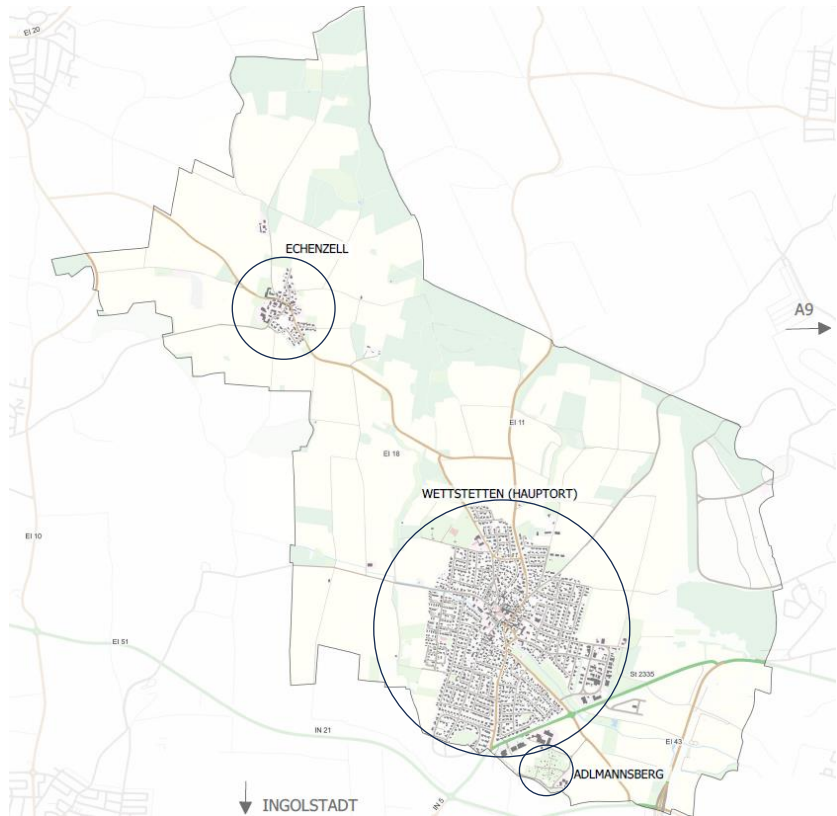 EI 20
ECHENZELL
A9
EI 11
EI 18
WETTSTETTEN (HAUPTORT)
EI 10
EI 51
St 2335
IN 21
EI 43
ADLMANNSBERG
IN 5
INGOLSTADT